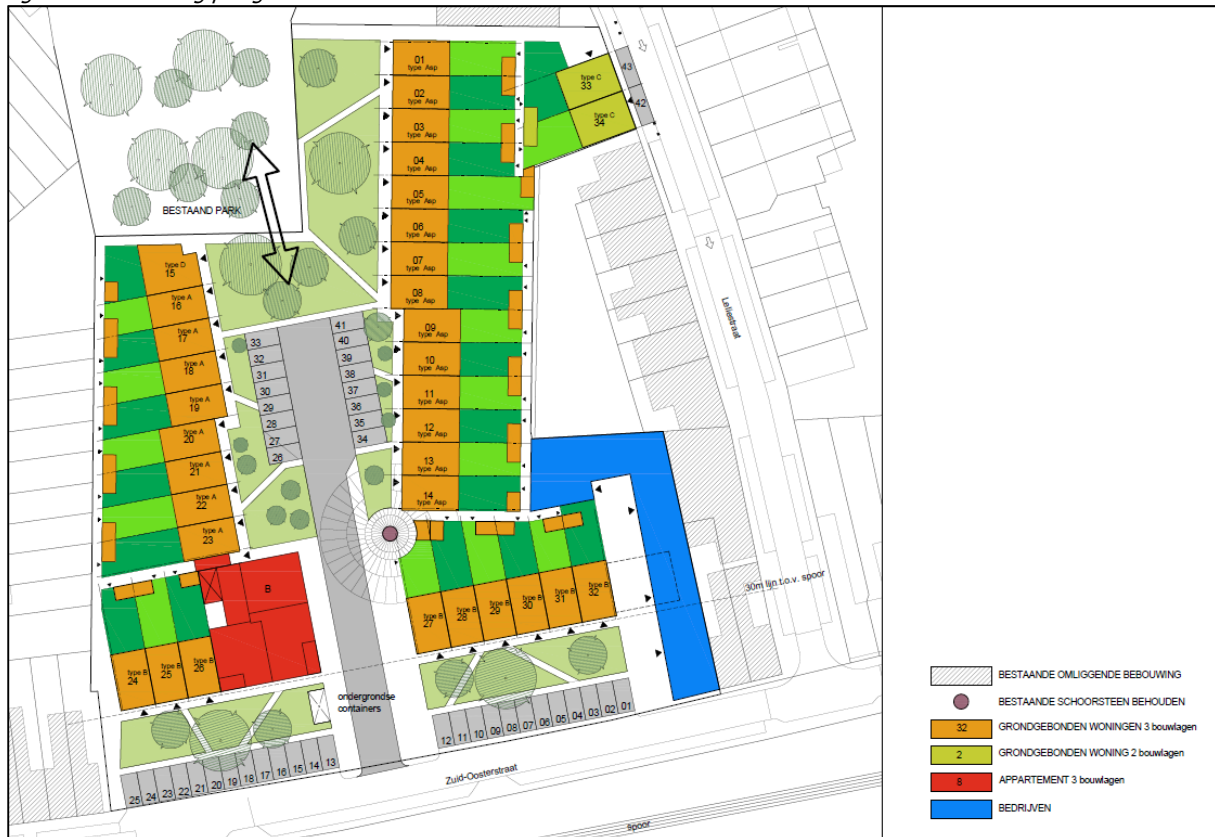 01
type Asp
02
type Asp
03
type Asp
04
type Asp
05
type Asp
06
type Asp
07
type Asp
08
type Asp
09
type Asp
10
type Asp
11
type Asp
12
type Asp
13
type Asp
14
type Asp
type C
33
type C
34
43
42
BESTAAND PARK
type D
15
type A
16
type A
17
type A
18
type A
19
type A
20
type A
21
type A
22
type A
23
33
32
31
30
29
28
27
26
41
40
39
38
37
36
35
34
Leliestraat
30m lijn t.o.v. spoor
B
type B
24
type B
25
type B
26
type B
27
type B
28
type B
29
type B
30
type B
31
type B
32
ondergrondse
containers
12 11 10 09 08 07 06 05 04 03 02 01
25 24 23 22 21 20 19 18 17 16 15 14 13
Zuid-Oosterstraat
spoor
BESTAANDE OMLIGGENDE BEBOUWING
BESTAANDE SCHOORSTEEN BEHOUDEN
32 GRONDGEBONDEN WONINGEN 3 bouwlagen
2 GRONDGEBONDEN WONING 2 bouwlagen
8 APPARTEMENT 3 bouwlagen
BEDRIJVEN